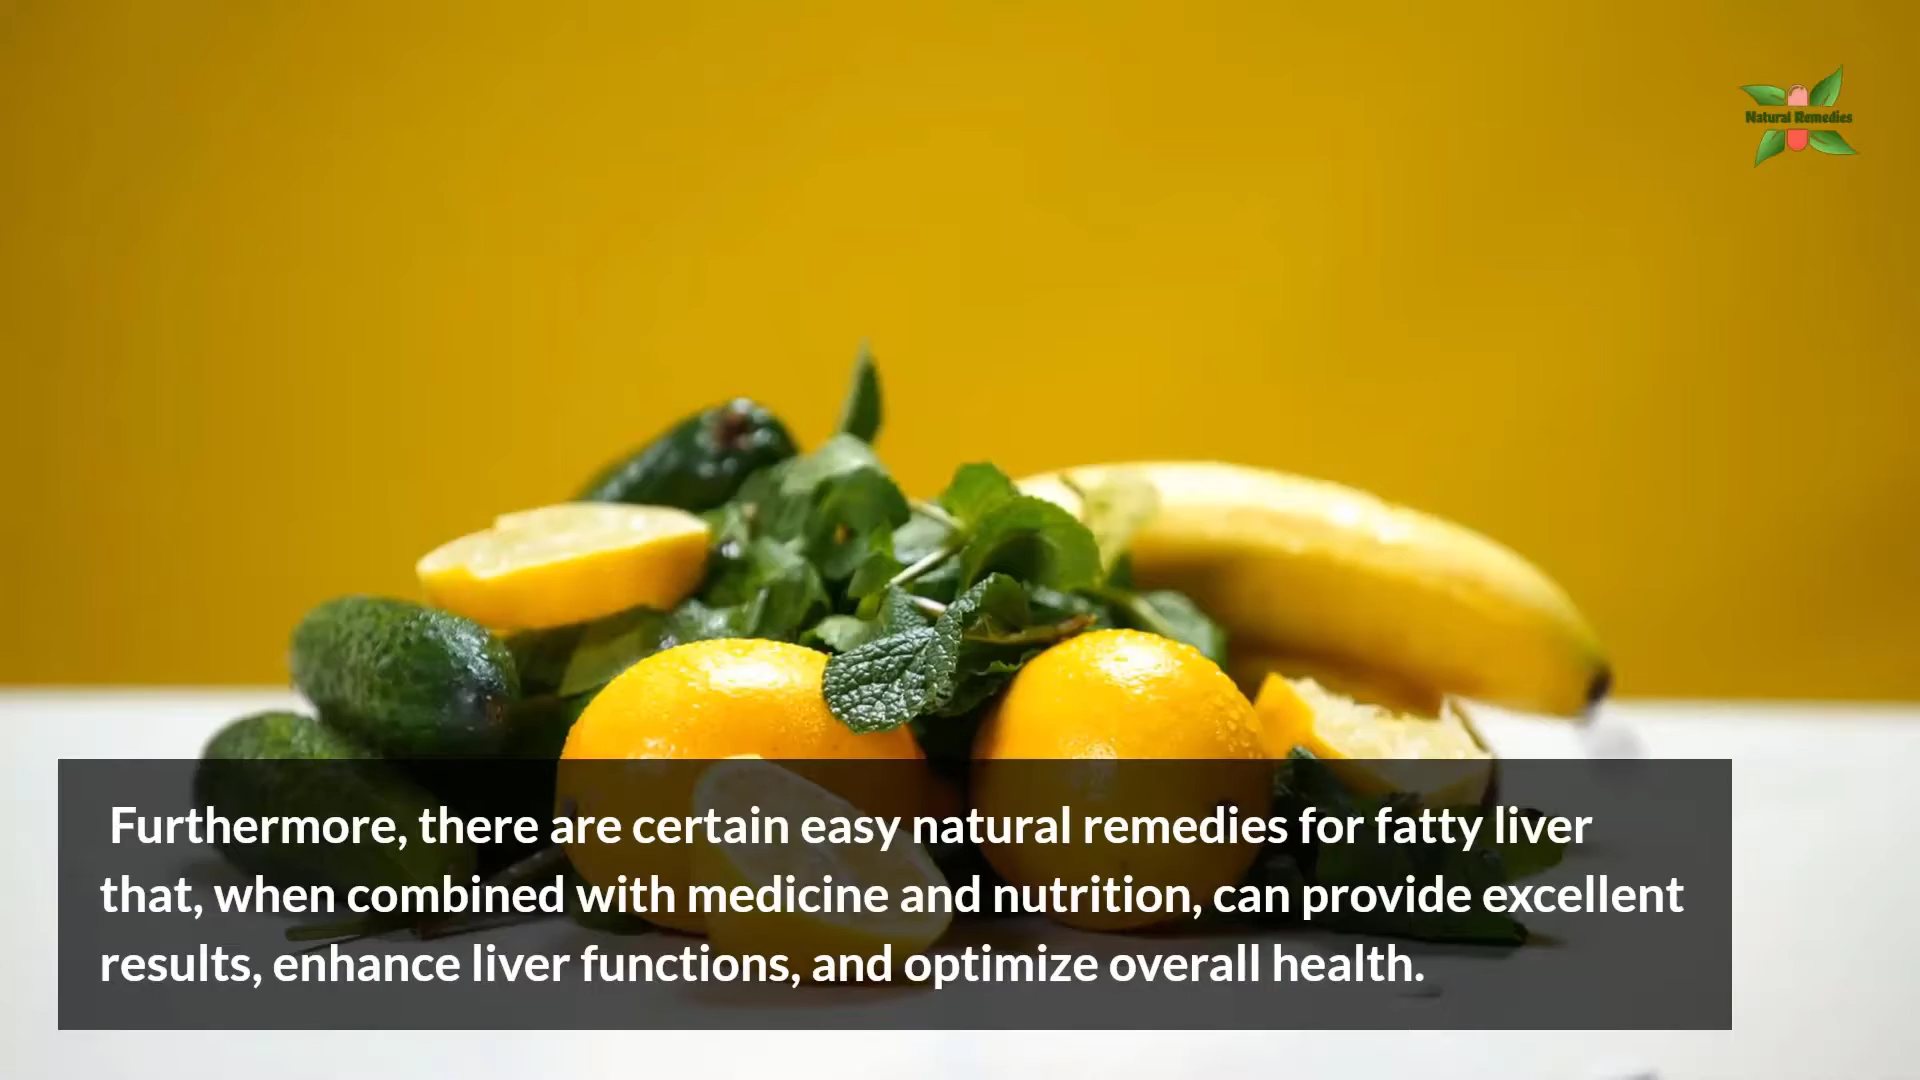 Natural Remedies
Furthermore, there are certain easy natural remedies for fatty liver
that, when combined with medicine and nutrition, can provide excellent
results, enhance liver functions, and optimize overall health.